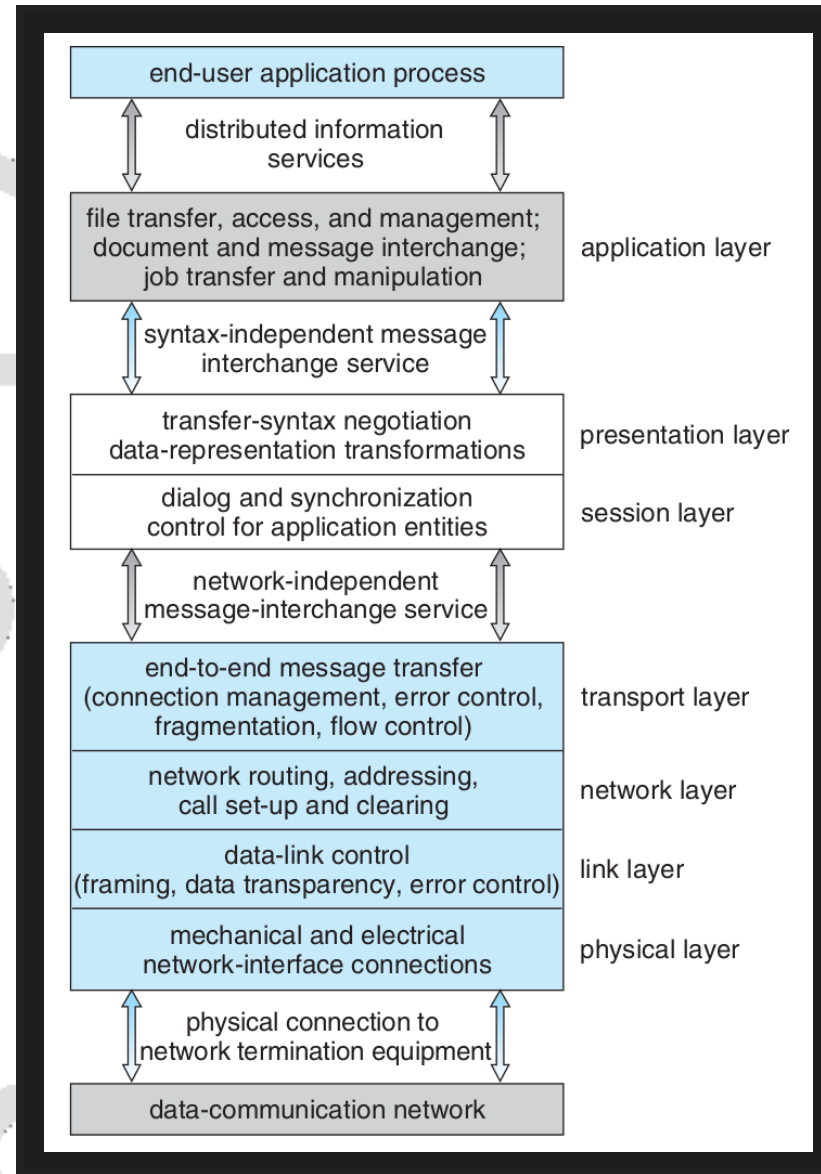 end-user application process
distributed information
services
file transfer, access, and management;
document and message interchange;
job transfer and manipulation
application layer
syntax-independent message
interchange service
transfer-syntax negotiation
data-representation transformations
presentation layer
dialog and synchronization
control for application entities
session layer
network-independent
message-interchange service
end-to-end message transfer
(connection management, error control,
fragmentation, flow control)
transport layer
network routing, addressing,
call set-up and clearing
network layer
data-link control
(framing, data transparency, error control)
link layer
mechanical and electrical
network-interface connections
physical layer
physical connection to
network termination equipment
data-communication network